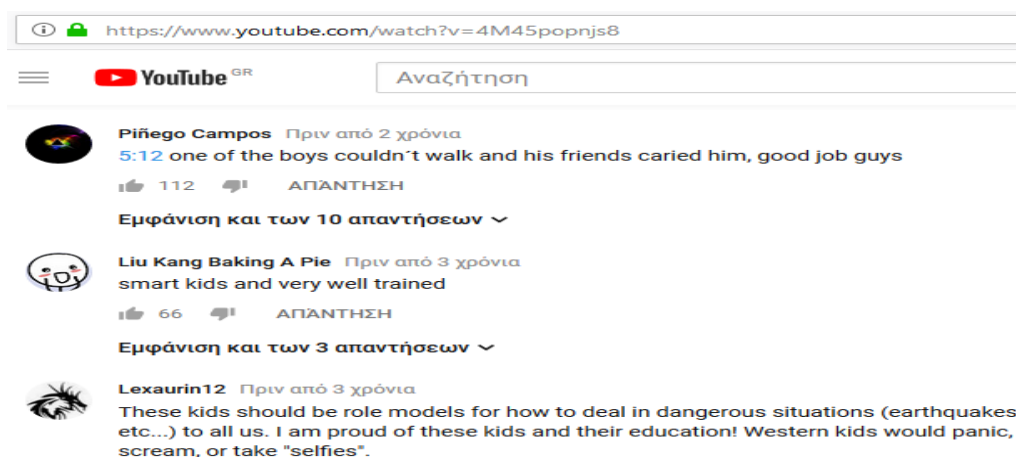 https://www.youtube.com/watch?v=4M45popnjs8
YouTube GR
Αναζήτηση
Piñego Campos Πριν από 2 χρόνια
5:12 one of the boys couldn´t walk and his friends caried him, good job guys
112 ΑΠΆΝΤΗΣΗ
Εμφάνιση και των 10 απαντήσεων
Liu Kang Baking A Pie Πριν από 3 χρόνια
smart kids and very well trained
66 ΑΠΆΝΤΗΣΗ
Εμφάνιση και των 3 απαντήσεων
Lexaurin12 Πριν από 3 χρόνια
These kids should be role models for how to deal in dangerous situations (earthquakes
etc...) to all us. I am proud of these kids and their education! Western kids would panic,
scream, or take "selfies".